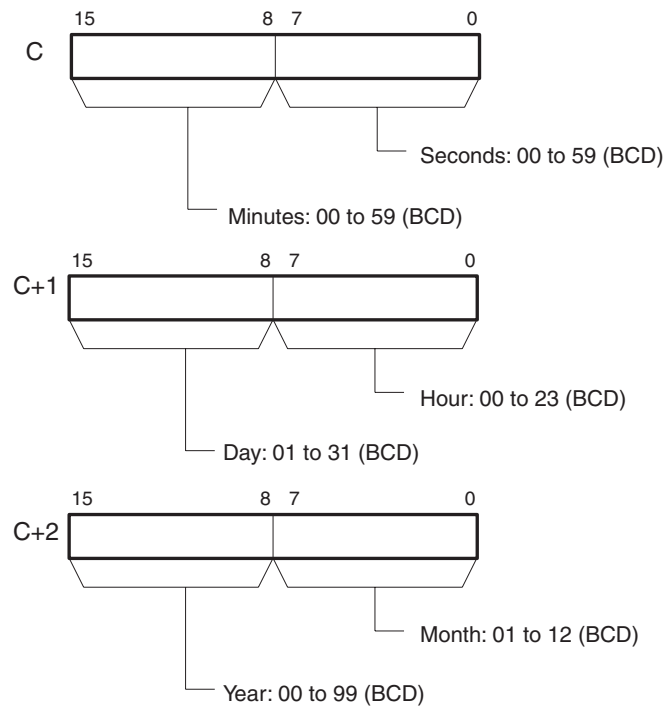 15 8 7 0
C
Seconds: 00 to 59 (BCD)
Minutes: 00 to 59 (BCD)
15 8 7 0
C+1
Hour: 00 to 23 (BCD)
Day: 01 to 31 (BCD)
15 8 7 0
C+2
Month: 01 to 12 (BCD)
Year: 00 to 99 (BCD)